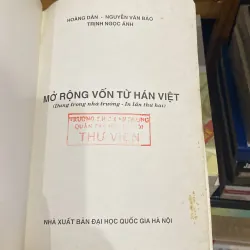 HOÀNG DÂN - NGUYỄN VĂN BẢO
TRỊNH NGỌC ÁNH
MỞ RỘNG VỐN TỪ HÁN VIỆT
(Dùng trong nhà trường - In lần thứ hai)
TRƯỜNG
THƯ VIỆN
NHÀ XUẤT BẢN ĐẠI HỌC QUỐC GIA HÀ NỘI